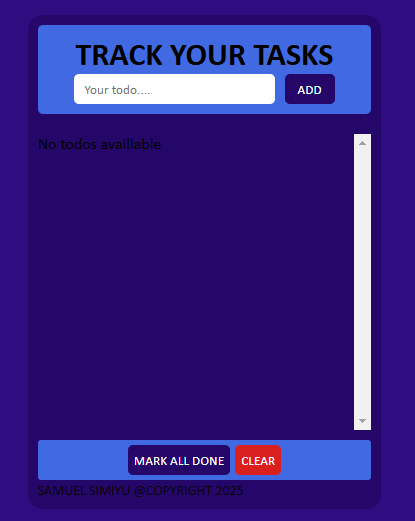 TRACK YOUR TASKS
Your todo....
ADD
No todos availlable
MARK ALL DONE
CLEAR
SAMUEL SIMIYU @COPYRIGHT 2025